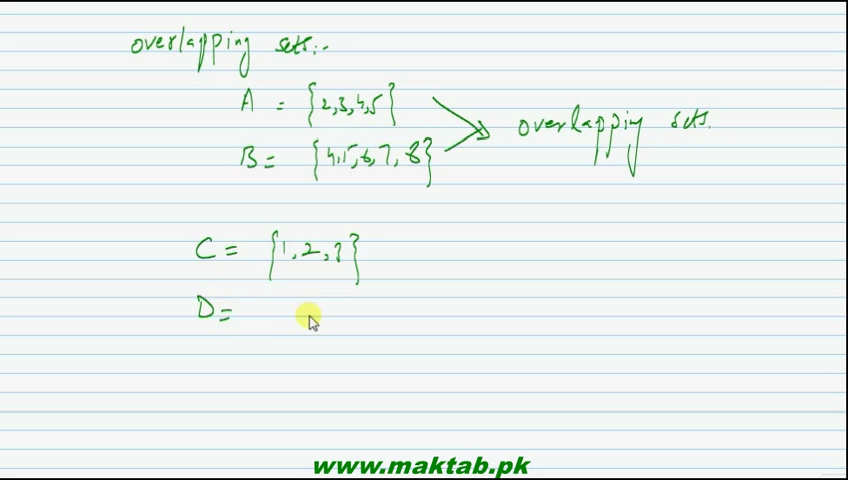 overlapping sets:-
A = {2,3,4,5}
B = {4,5,6,7,8}
overlapping sets.
C = {1,2,3}
D =
www.maktab.pk